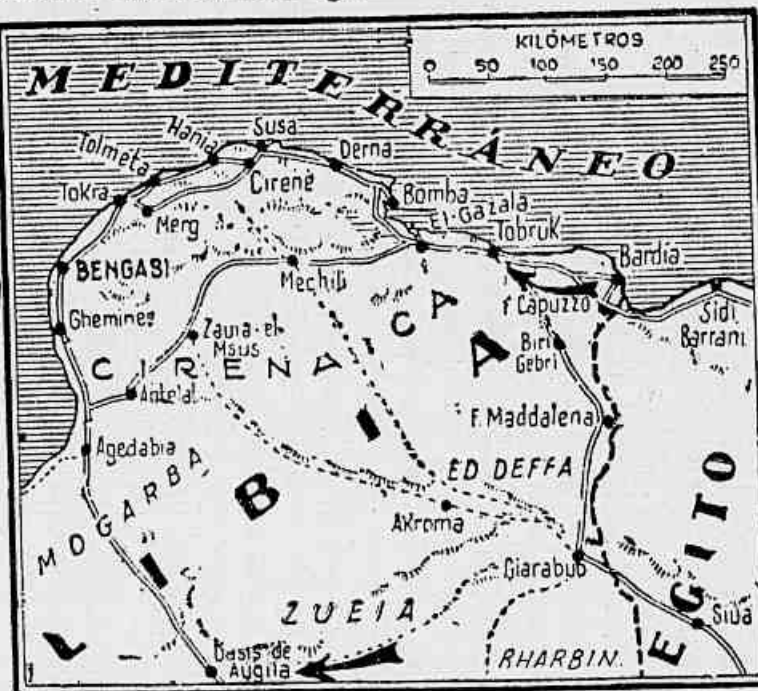 KILÓMETROS
0 50 100 150 200 250
MEDITERRÁNEO
Susa
Hania
Derna
Tolmeta
Cirene
Tokra
Bomba
Merg
El-Gazala
Tobruk
Bardia
BENGASI
Mechili
F. Capuzzo
Sidi
Barrani
Ghemines
Zauia-el
Msus
Biri
Gebri
CIRENAICA
Antelat
F. Maddalena
Agedabia
ED DEFFA
MOGARBA
Akroma
LIBIA
EGITO
Giarabub
ZUEIA
Siua
Oasis de
Augila
RHARBIN.